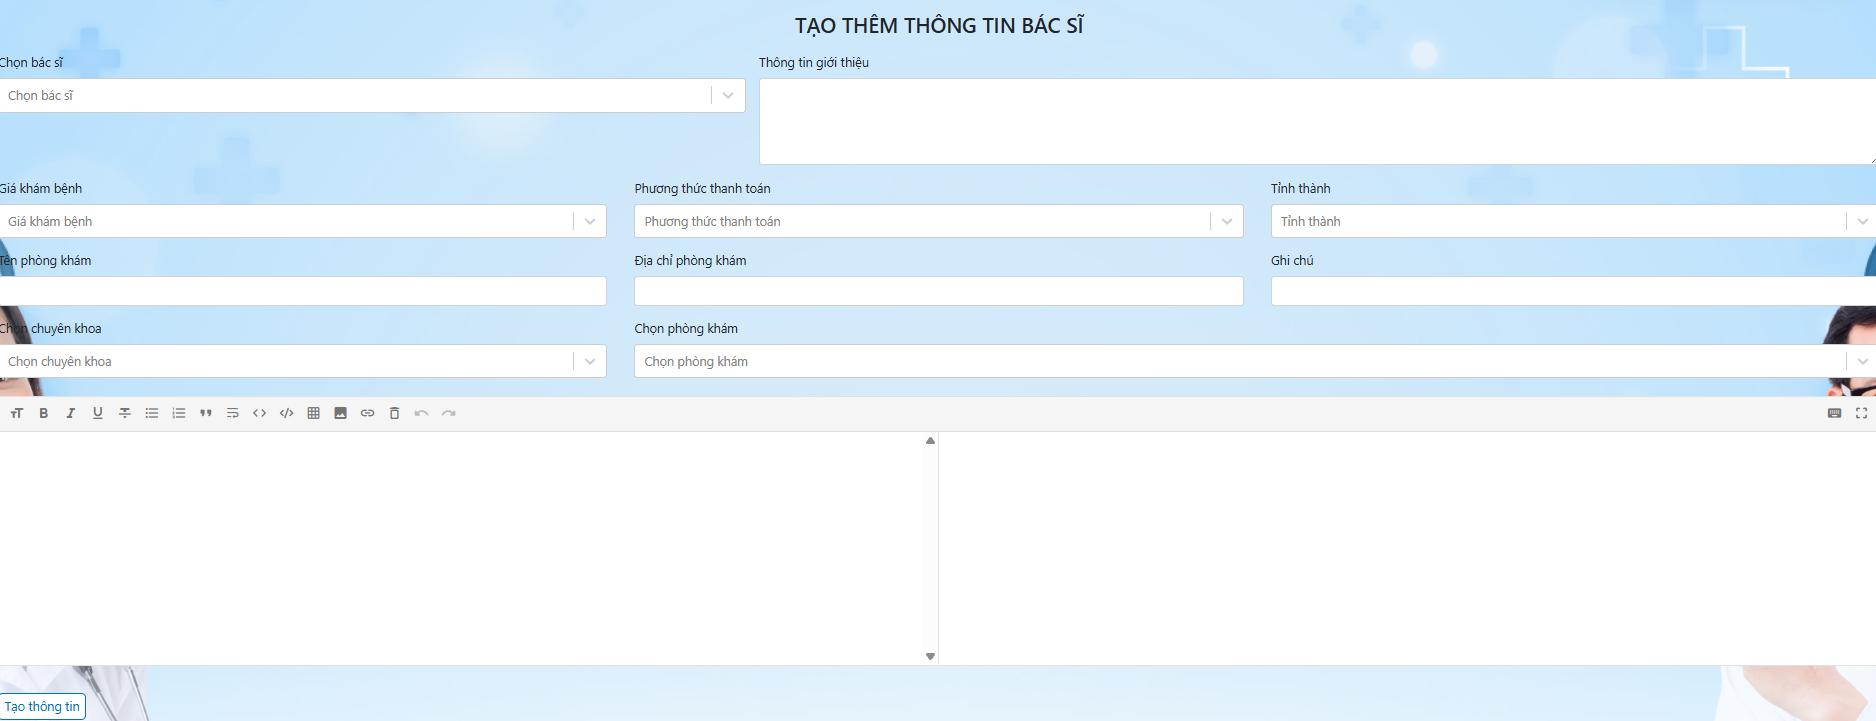 TẠO THÊM THÔNG TIN BÁC SĨ
Chọn bác sĩ
Thông tin giới thiệu
Chọn bác sĩ
Giá khám bệnh
Phương thức thanh toán
Tỉnh thành
Giá khám bệnh
Phương thức thanh toán
Tỉnh thành
Tên phòng khám
Địa chỉ phòng khám
Ghi chú
Chọn chuyên khoa
Chọn phòng khám
Chọn chuyên khoa
Chọn phòng khám
Tạo thông tin